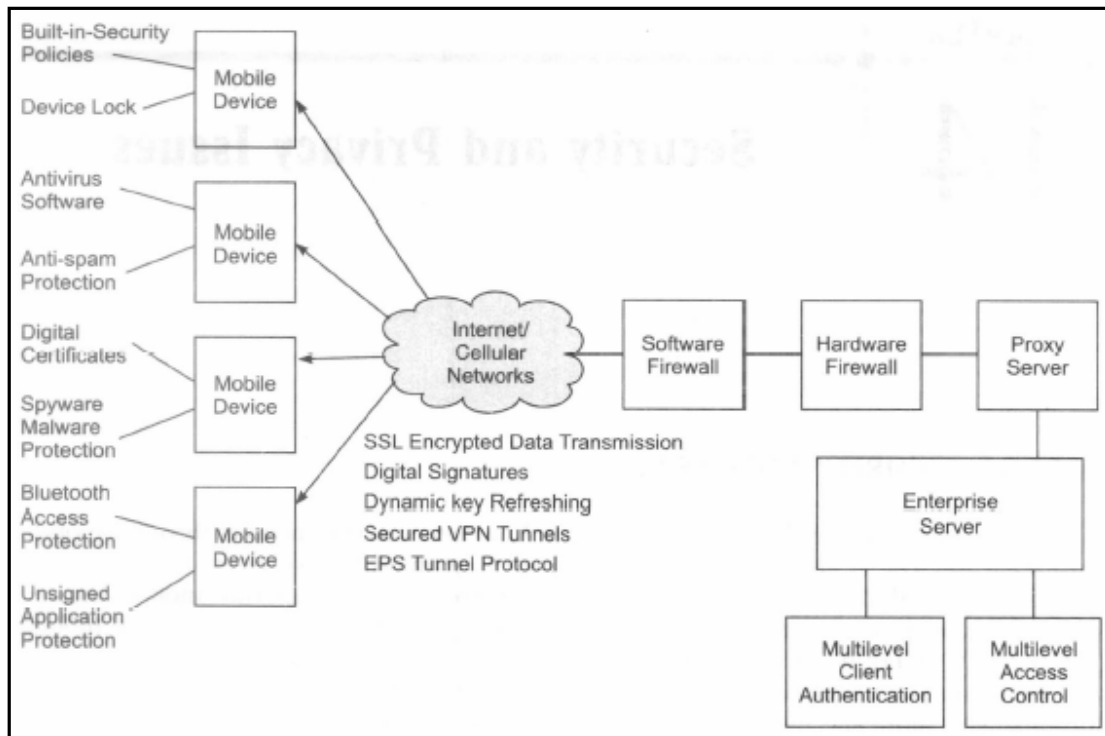 Built-in-Security
Policies
Device Lock
Mobile
Device
Antivirus
Software
Anti-spam
Protection
Mobile
Device
Digital
Certificates
Spyware
Malware
Protection
Mobile
Device
Bluetooth
Access
Protection
Unsigned
Application
Protection
Mobile
Device
Internet/
Cellular
Networks
SSL Encrypted Data Transmission
Digital Signatures
Dynamic key Refreshing
Secured VPN Tunnels
EPS Tunnel Protocol
Software
Firewall
Hardware
Firewall
Proxy
Server
Enterprise
Server
Multilevel
Client
Authentication
Multilevel
Access
Control
Security and Privacy Issues